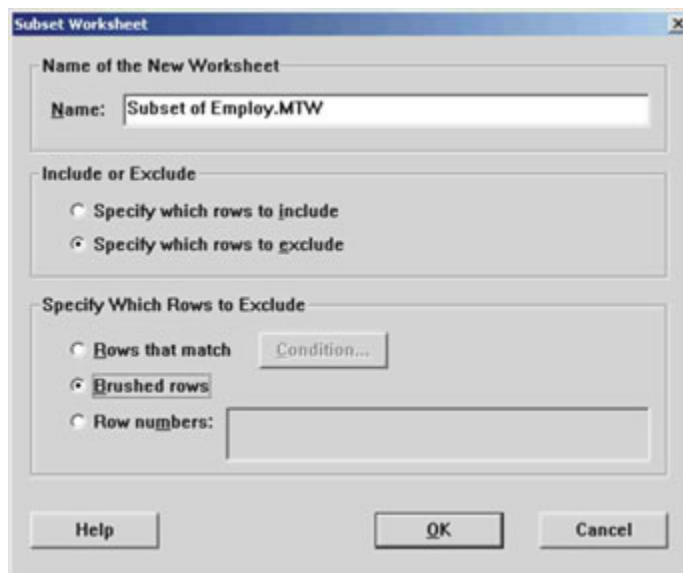 Subset Worksheet
Name of the New Worksheet
Name: Subset of Employ.MTW
Include or Exclude
Specify which rows to include
Specify which rows to exclude
Specify Which Rows to Exclude
Rows that match Condition...
Brushed rows
Row numbers:
Help OK Cancel